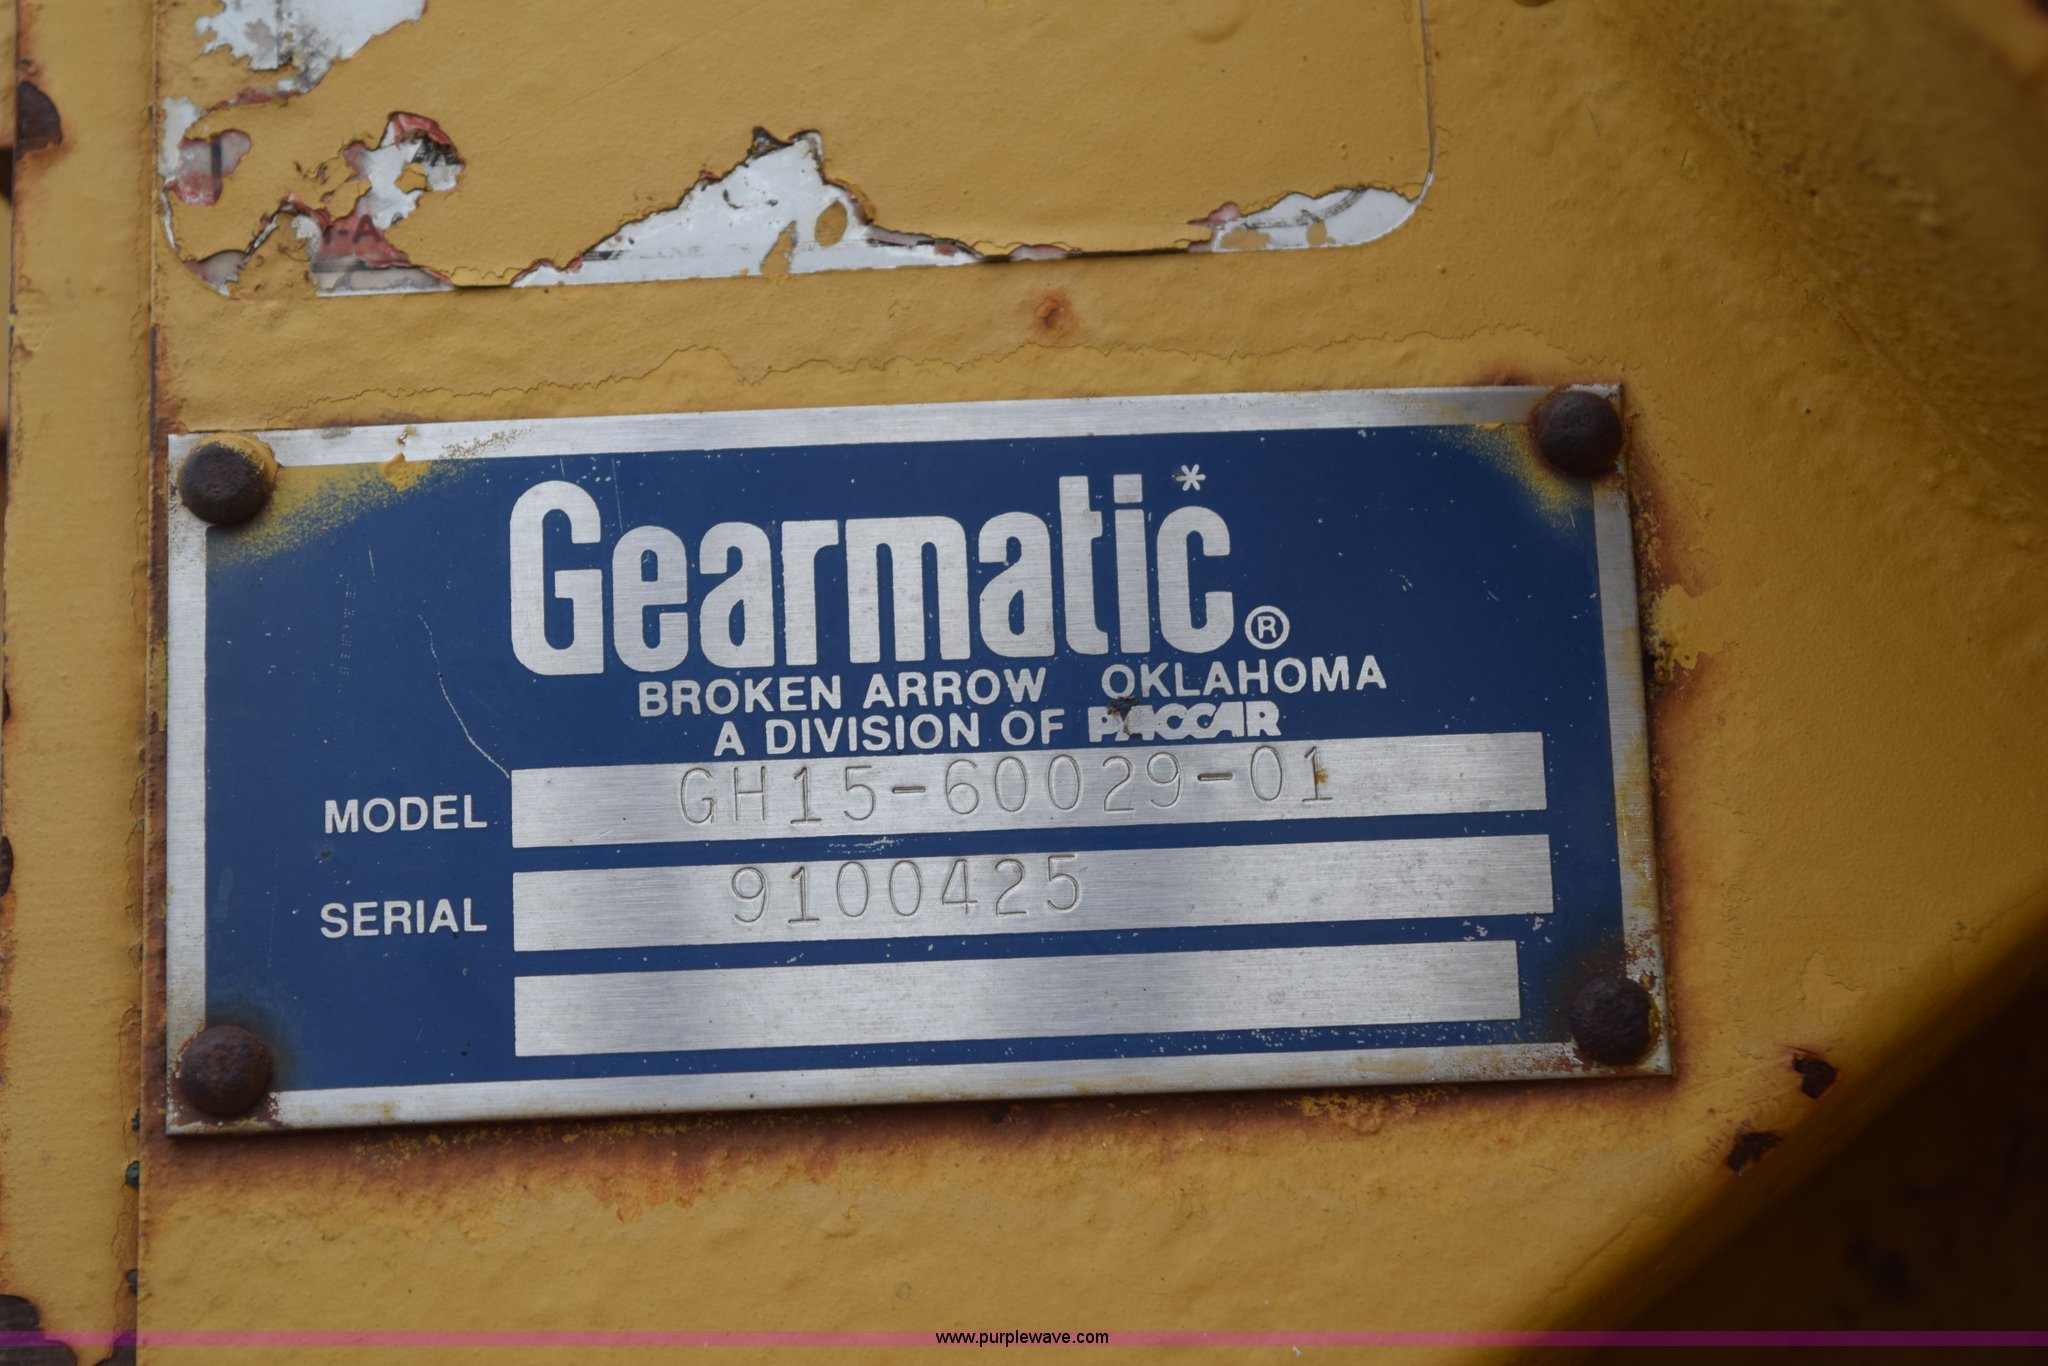 Gearmatic*®
BROKEN ARROW OKLAHOMA
A DIVISION OF PACCAR
MODEL GH15-60029-01
SERIAL 9100425
www.purplewave.com